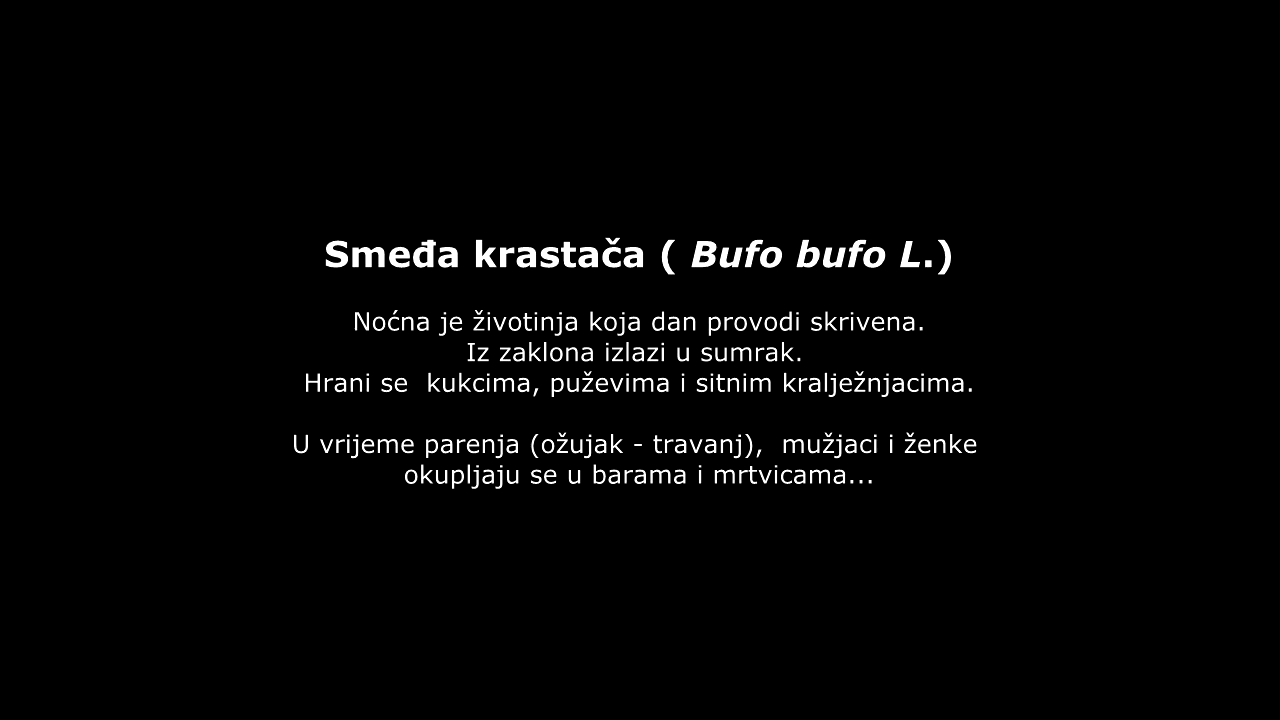 Smeđa krastača ( Bufo bufo L.)
Noćna je životinja koja dan provodi skrivena.
Iz zaklona izlazi u sumrak.
Hrani se  kukcima, puževima i sitnim kralježnjacima.
U vrijeme parenja (ožujak - travanj),  mužjaci i ženke
okupljaju se u barama i mrtvicama...